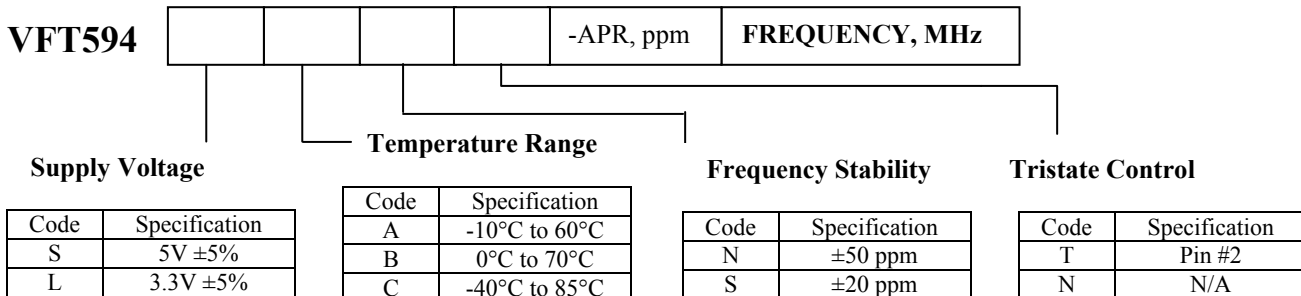 VFT594 -APR, ppm FREQUENCY, MHz
Supply Voltage
Code Specification
S 5V ±5%
L 3.3V ±5%
Temperature Range
Code Specification
A -10°C to 60°C
B 0°C to 70°C
C -40°C to 85°C
Frequency Stability
Code Specification
N ±50 ppm
S ±20 ppm
Tristate Control
Code Specification
T Pin #2
N N/A